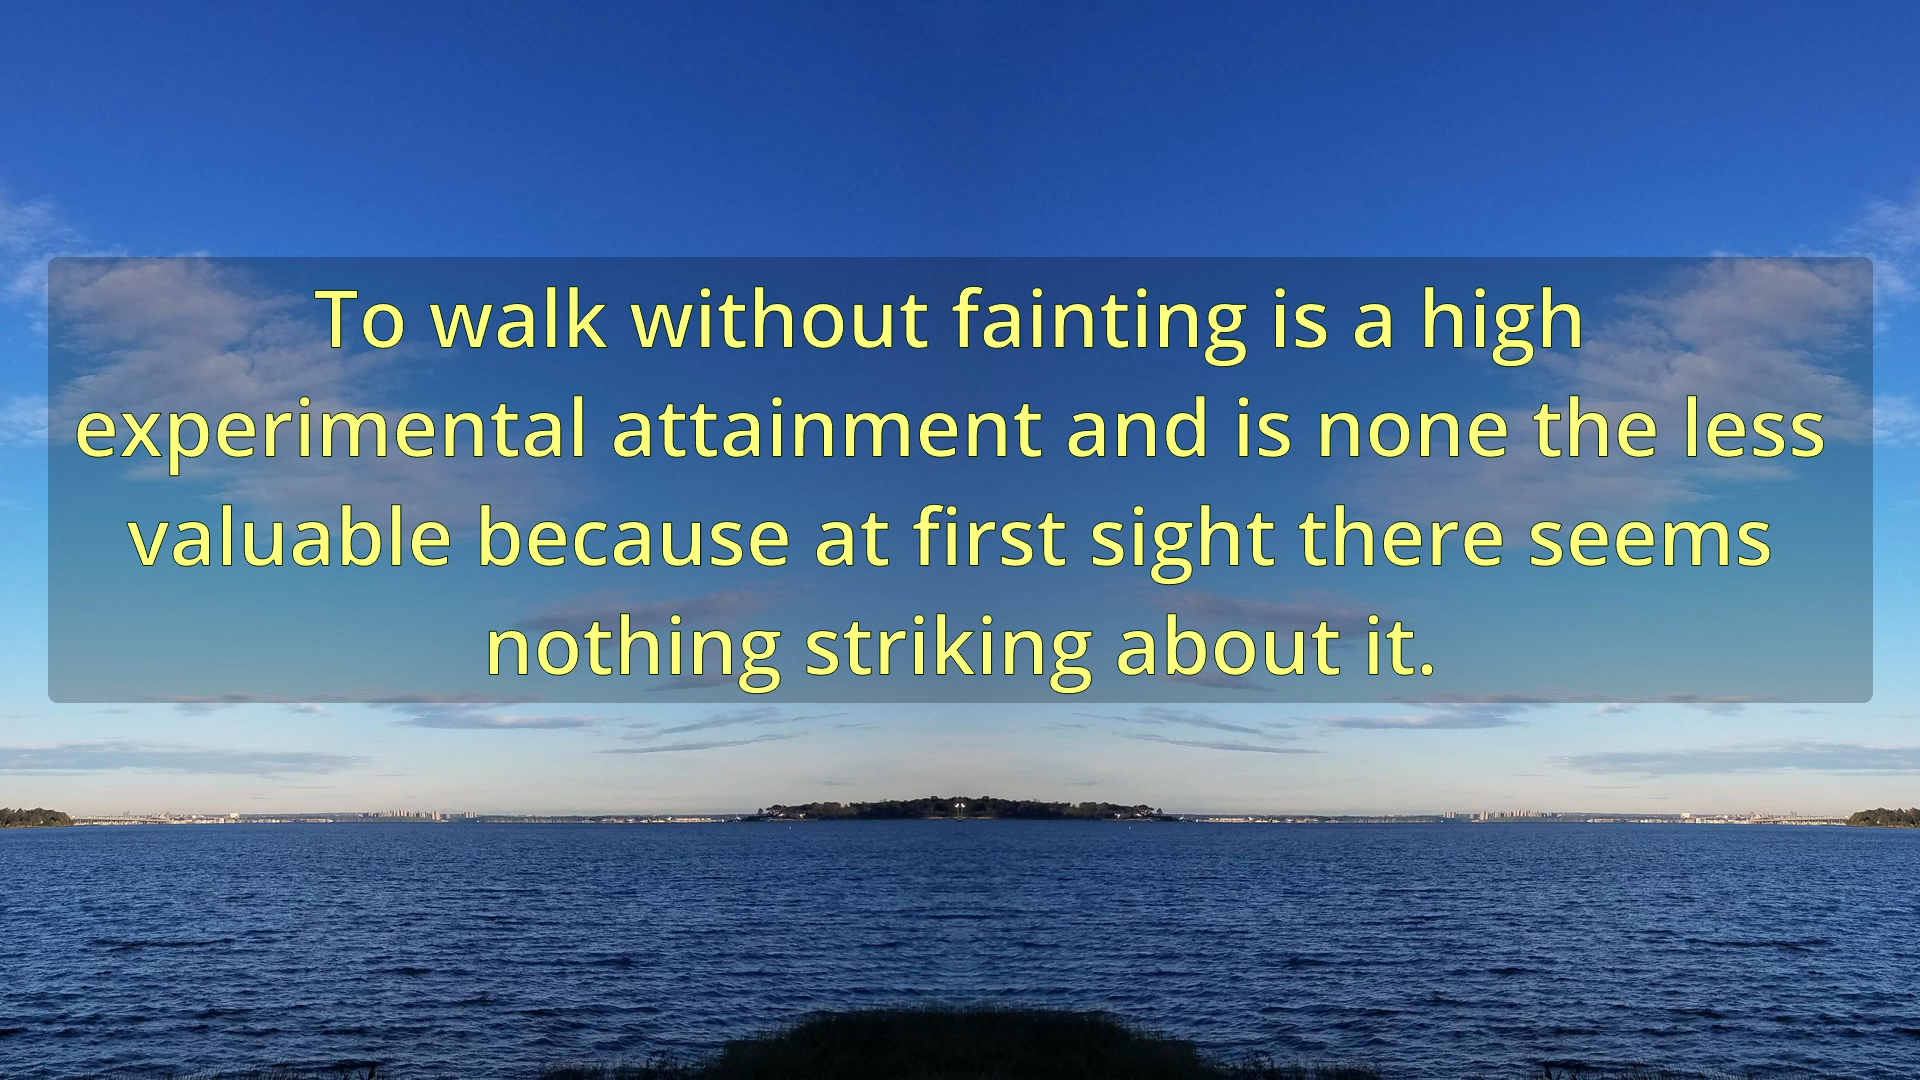 To walk without fainting is a high
experimental attainment and is none the less
valuable because at first sight there seems
nothing striking about it.